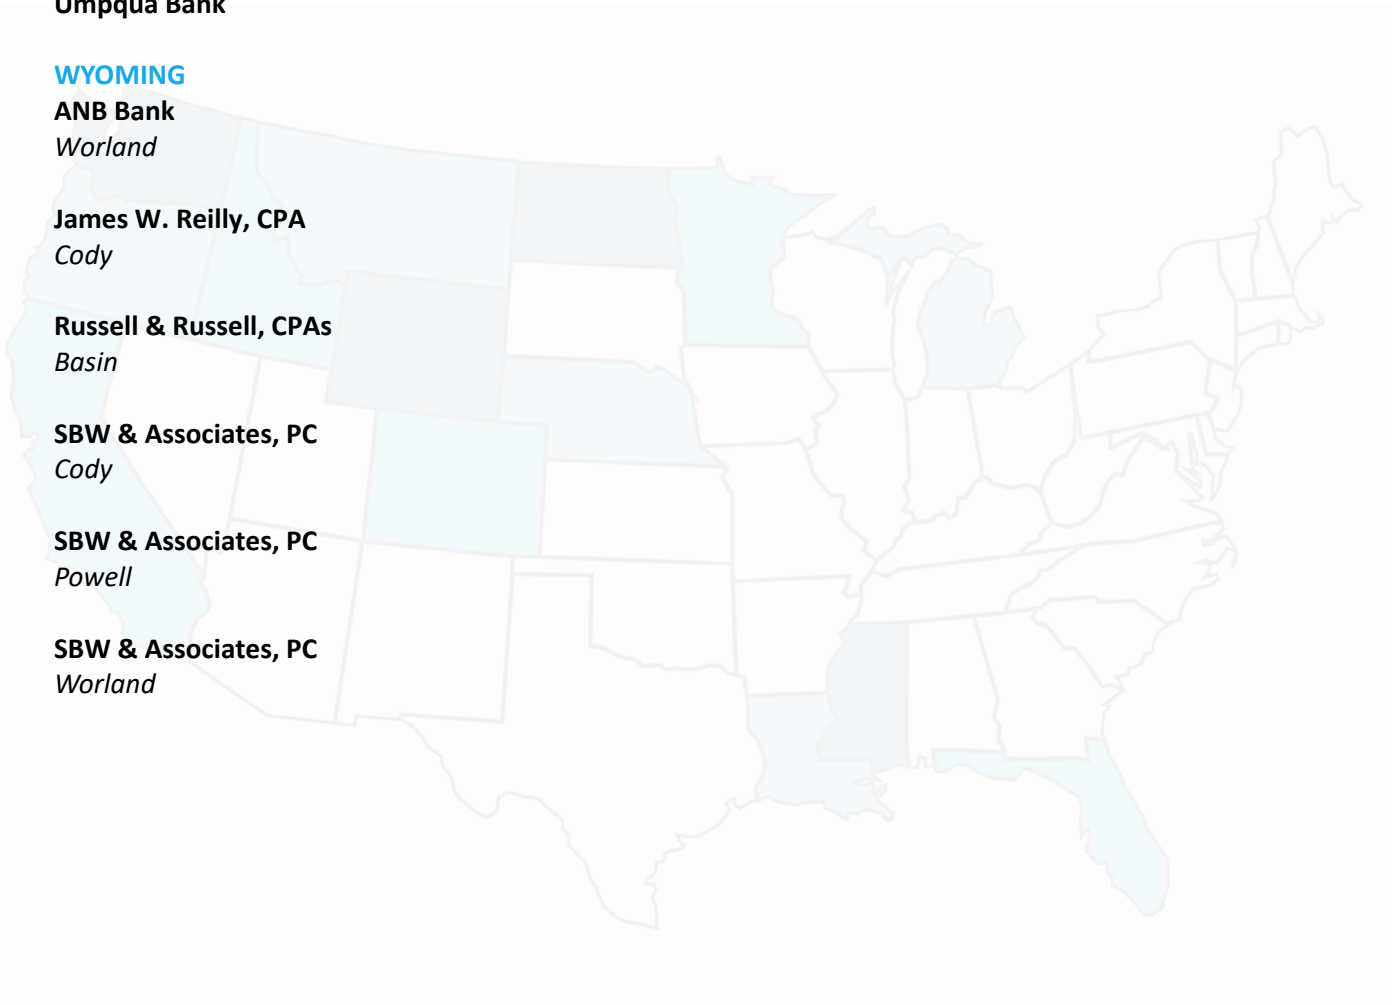 Umpqua Bank
WYOMING
ANB Bank
Worland
James W. Reilly, CPA
Cody
Russell & Russell, CPAs
Basin
SBW & Associates, PC
Cody
SBW & Associates, PC
Powell
SBW & Associates, PC
Worland